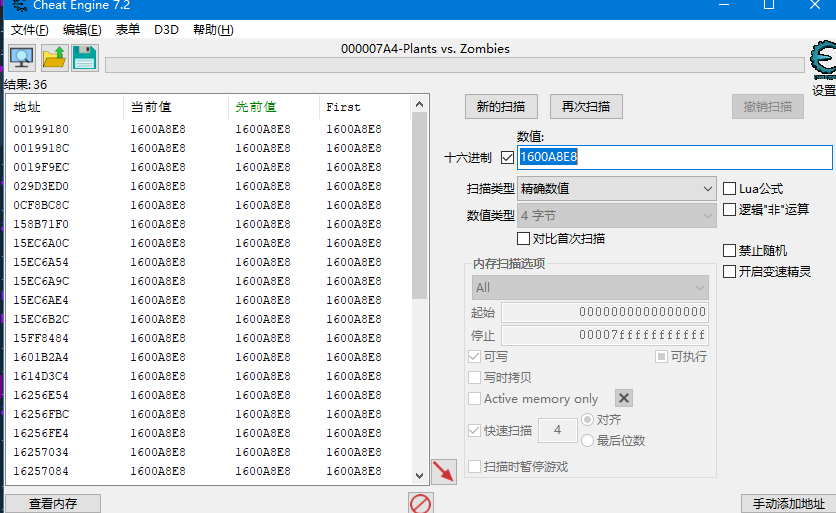 Cheat Engine 7.2
文件(F) 编辑(E) 表单 D3D 帮助(H)
000007A4-Plants vs. Zombies
设置
结果: 36
地址 当前值 先前值 First
00199180 1600A8E8 1600A8E8 1600A8E8
0019918C 1600A8E8 1600A8E8 1600A8E8
0019F9EC 1600A8E8 1600A8E8 1600A8E8
029D3ED0 1600A8E8 1600A8E8 1600A8E8
0CF8BC8C 1600A8E8 1600A8E8 1600A8E8
158B71F0 1600A8E8 1600A8E8 1600A8E8
15EC6A0C 1600A8E8 1600A8E8 1600A8E8
15EC6A54 1600A8E8 1600A8E8 1600A8E8
15EC6A9C 1600A8E8 1600A8E8 1600A8E8
15EC6AE4 1600A8E8 1600A8E8 1600A8E8
15EC6B2C 1600A8E8 1600A8E8 1600A8E8
15FF8484 1600A8E8 1600A8E8 1600A8E8
1601B2A4 1600A8E8 1600A8E8 1600A8E8
1614D3C4 1600A8E8 1600A8E8 1600A8E8
16256E54 1600A8E8 1600A8E8 1600A8E8
16256FBC 1600A8E8 1600A8E8 1600A8E8
16256FE4 1600A8E8 1600A8E8 1600A8E8
16257034 1600A8E8 1600A8E8 1600A8E8
16257084 1600A8E8 1600A8E8 1600A8E8
新的扫描 再次扫描 撤销扫描
数值:
十六进制 1600A8E8
扫描类型 精确数值
数值类型 4 字节
对比首次扫描
Lua公式
逻辑"非"运算
禁止随机
开启变速精灵
内存扫描选项
All
起始 0000000000000000
停止 00007fffffffffff
可写 可执行
写时拷贝
Active memory only
快速扫描 4 对齐
最后位数
扫描时暂停游戏
查看内存 手动添加地址